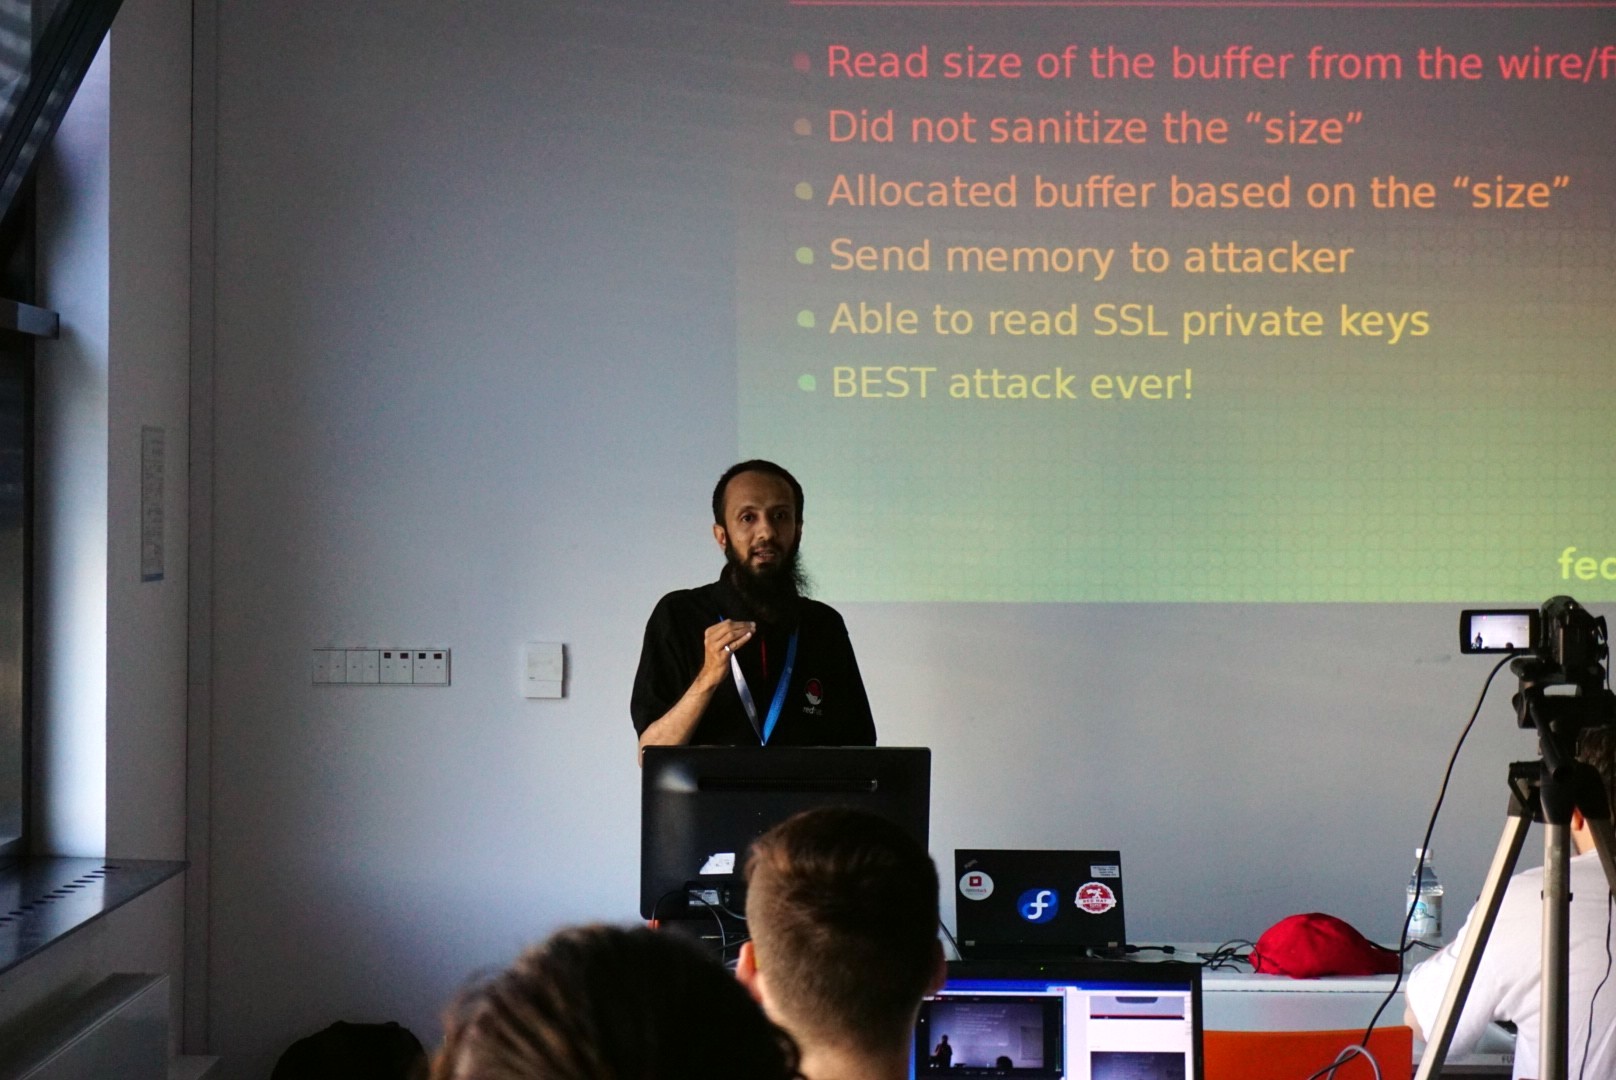 Read size of the buffer from the wire/f
Did not sanitize the “size”
Allocated buffer based on the “size”
Send memory to attacker
Able to read SSL private keys
BEST attack ever!
fed